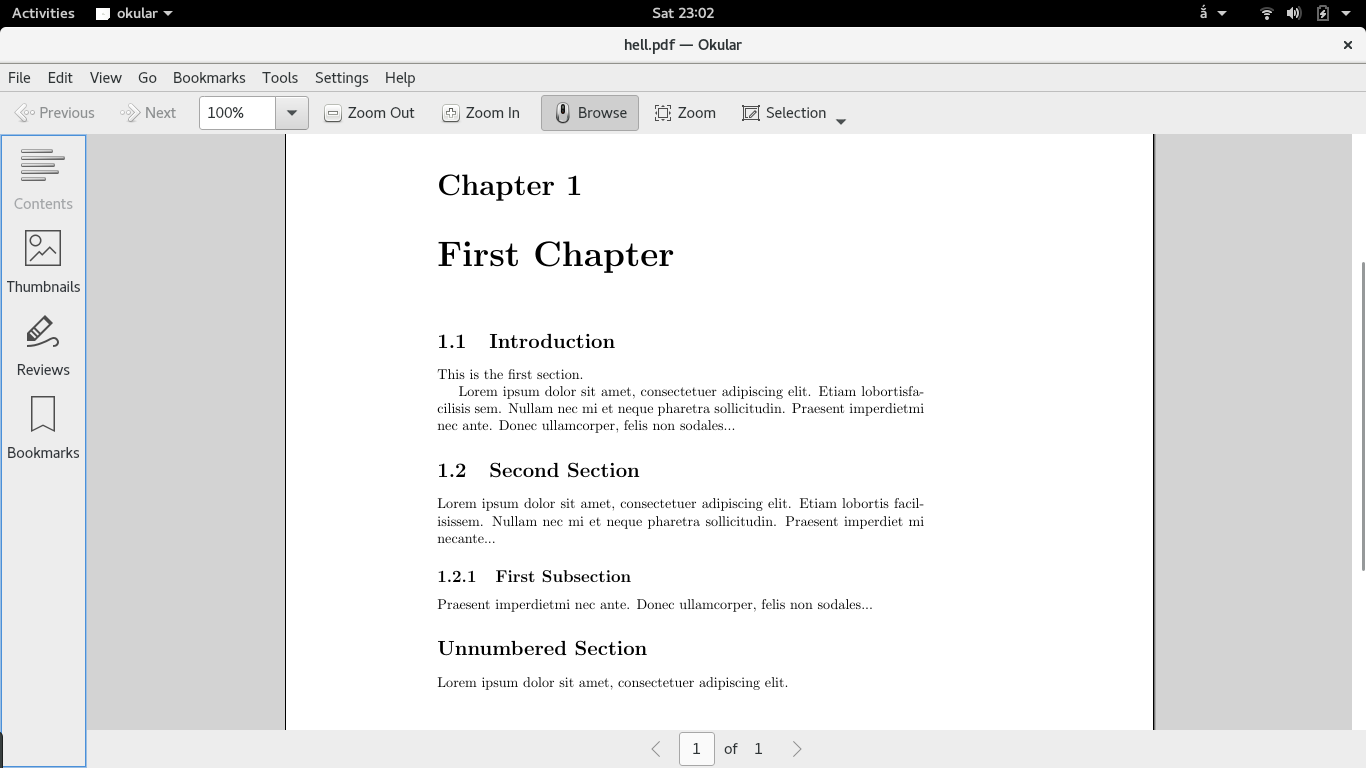 Activities okular Sat 23:02 ǎ
hell.pdf — Okular
File Edit View Go Bookmarks Tools Settings Help
Previous Next 100% Zoom Out Zoom In Browse Zoom Selection
Contents
Thumbnails
Reviews
Bookmarks
Chapter 1
First Chapter
1.1 Introduction
This is the first section.
Lorem ipsum dolor sit amet, consectetuer adipiscing elit. Etiam lobortisfa-
cilisis sem. Nullam nec mi et neque pharetra sollicitudin. Praesent imperdietmi
nec ante. Donec ullamcorper, felis non sodales...
1.2 Second Section
Lorem ipsum dolor sit amet, consectetuer adipiscing elit. Etiam lobortis facil-
isissem. Nullam nec mi et neque pharetra sollicitudin. Praesent imperdiet mi
necante...
1.2.1 First Subsection
Praesent imperdietmi nec ante. Donec ullamcorper, felis non sodales...
Unnumbered Section
Lorem ipsum dolor sit amet, consectetuer adipiscing elit.
1 of 1